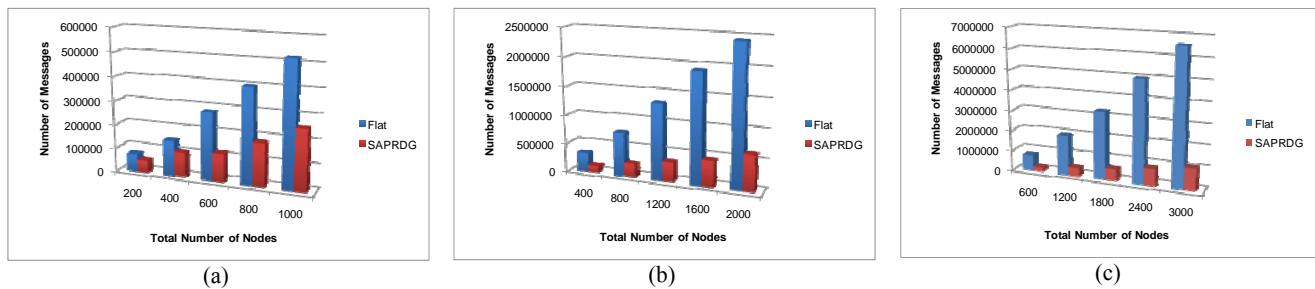 600000
500000
400000
300000
200000
100000
0
Number of Messages
200 400 600 800 1000
Total Number of Nodes
Flat
SAPRDG
(a)
2500000
2000000
1500000
1000000
500000
0
Number of Messages
400 800 1200 1600 2000
Total Number of Nodes
Flat
SAPRDG
(b)
7000000
6000000
5000000
4000000
3000000
2000000
1000000
0
Number of Messages
600 1200 1800 2400 3000
Total Number of Nodes
Flat
SAPRDG
(c)